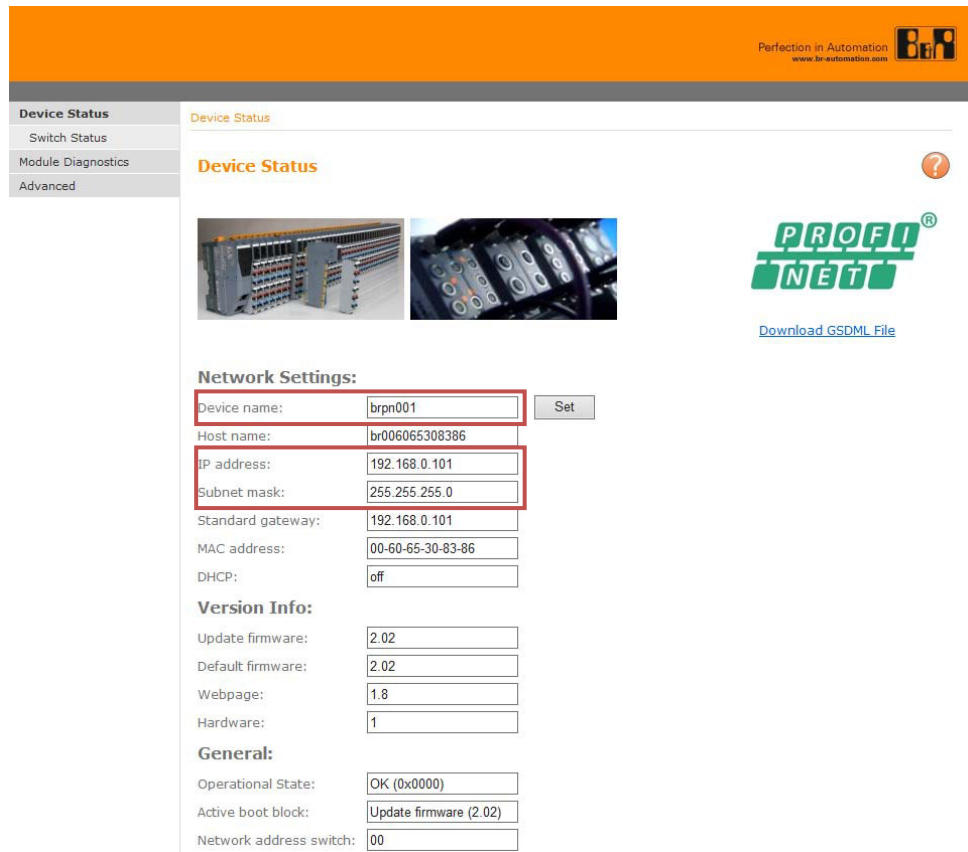 Perfection in Automation
www.br-automation.com
B&R
Device Status
Switch Status
Module Diagnostics
Advanced
Device Status
Device Status
?
PROFI®
NET
Download GSDML File
Network Settings:
Device name: brpn001 Set
Host name: br006065308386
IP address: 192.168.0.101
Subnet mask: 255.255.255.0
Standard gateway: 192.168.0.101
MAC address: 00-60-65-30-83-86
DHCP: off
Version Info:
Update firmware: 2.02
Default firmware: 2.02
Webpage: 1.8
Hardware: 1
General:
Operational State: OK (0x0000)
Active boot block: Update firmware (2.02)
Network address switch: 00